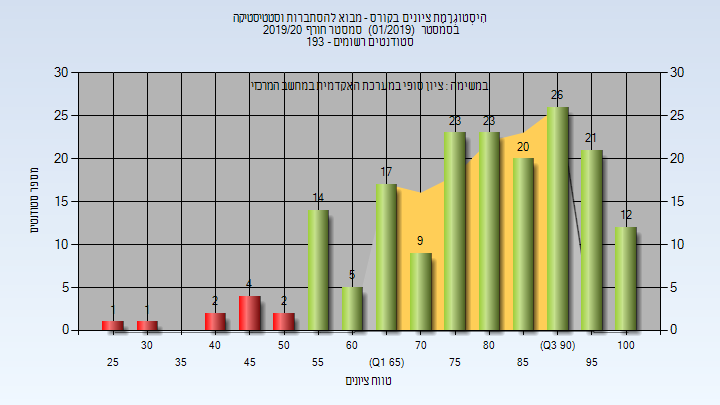 היסטוגרמת ציונים בקורס - מבוא להסתברות וסטטיסטיקה
בסמסטר (01/2019) סמסטר חורף 2019/20
סטודנטים רשומים - 193
במשימה : ציון סופי במערכת האקדמית במחשב המרכזי
מספר סטודנטים
30 30
25 25
20 20
15 15
10 10
5 5
0 0
1 1 2 4 2 14 5 17 9 23 23 20 26 21 12
30 40 50 60 70 80 (Q3 90) 100
25 35 45 55 (Q1 65) 75 85 95
טווח ציונים